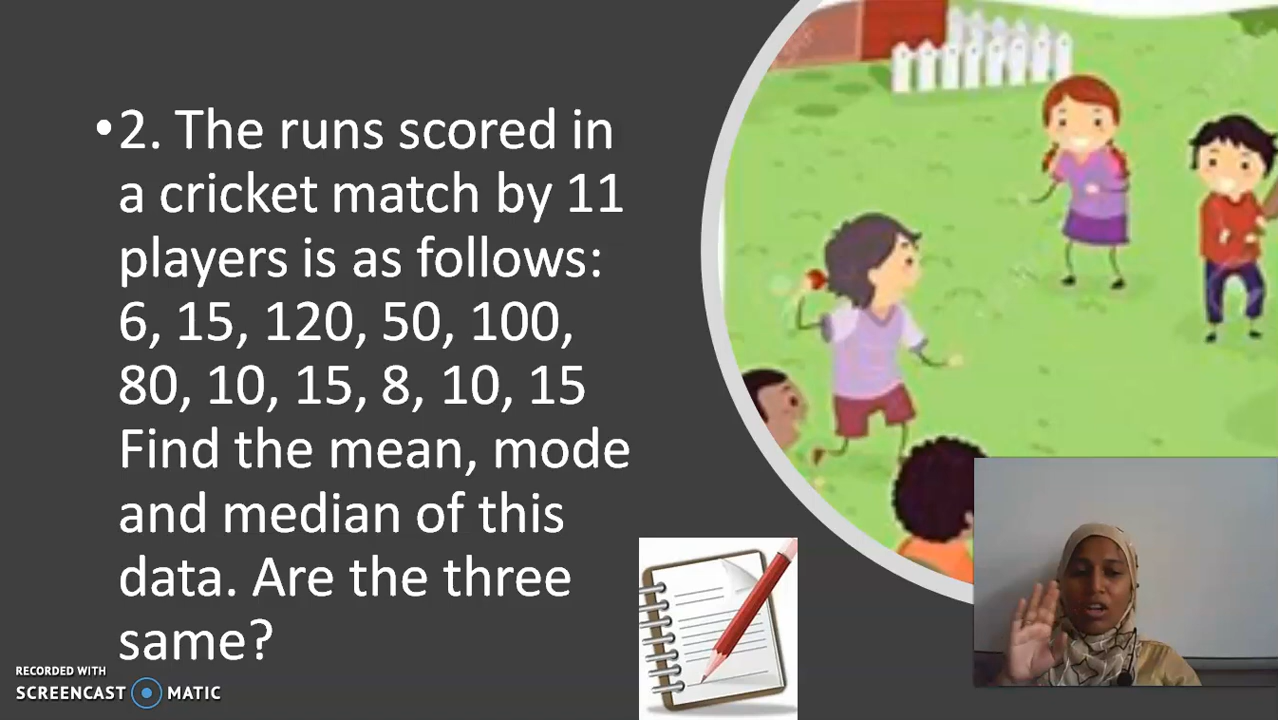 •2. The runs scored in
a cricket match by 11
players is as follows:
6, 15, 120, 50, 100,
80, 10, 15, 8, 10, 15
Find the mean, mode
and median of this
data. Are the three
same?
RECORDED WITH
SCREENCAST MATIC